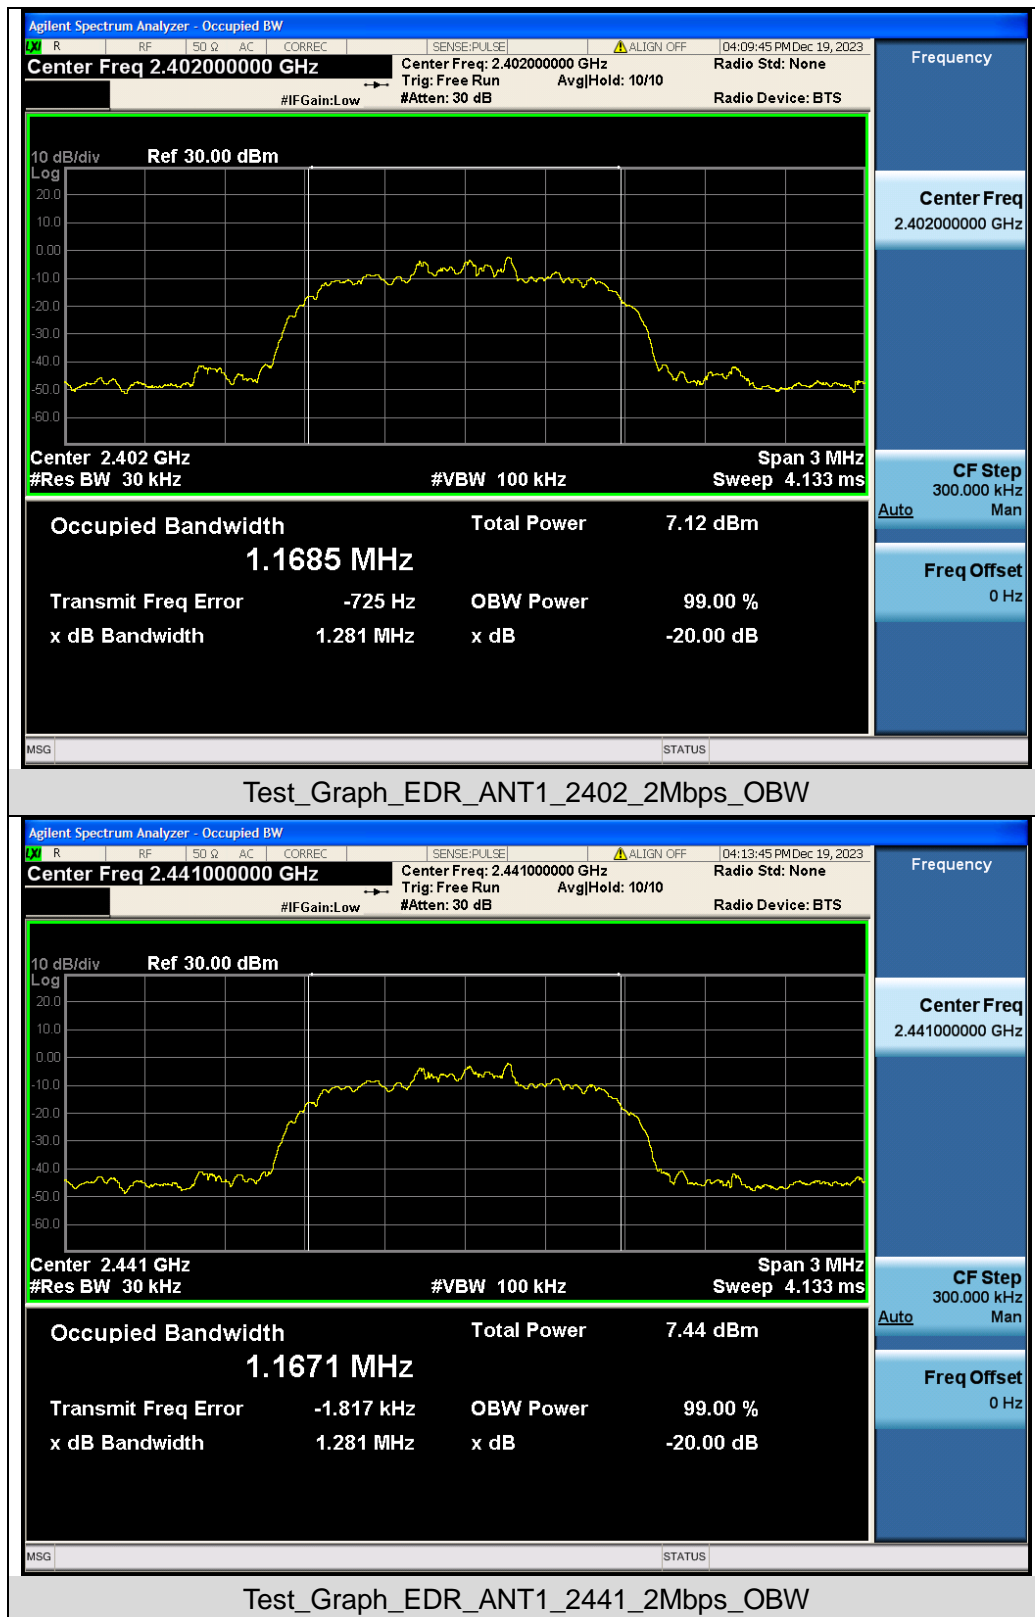 Agilent Spectrum Analyzer - Occupied BW
LXI R RF 50 Ω AC CORREC SENSE:PULSE ALIGN OFF 04:09:45 PM Dec 19, 2023
Center Freq 2.402000000 GHz
Center Freq: 2.402000000 GHz
Radio Std: None
Trig: Free Run Avg|Hold: 10/10
#IFGain:Low
#Atten: 30 dB
Radio Device: BTS
Frequency
10 dB/div Ref 30.00 dBm
Log
20.0
10.0
0.00
-10.0
-20.0
-30.0
-40.0
-50.0
-60.0
Center 2.402 GHz Span 3 MHz
#Res BW 30 kHz #VBW 100 kHz Sweep 4.133 ms
Center Freq
2.402000000 GHz
CF Step
300.000 kHz
Auto Man
Freq Offset
0 Hz
Occupied Bandwidth Total Power 7.12 dBm
1.1685 MHz
Transmit Freq Error -725 Hz OBW Power 99.00 %
x dB Bandwidth 1.281 MHz x dB -20.00 dB
MSG STATUS
Test_Graph_EDR_ANT1_2402_2Mbps_OBW
Agilent Spectrum Analyzer - Occupied BW
LXI R RF 50 Ω AC CORREC SENSE:PULSE ALIGN OFF 04:13:45 PM Dec 19, 2023
Center Freq 2.441000000 GHz
Center Freq: 2.441000000 GHz
Radio Std: None
Trig: Free Run Avg|Hold: 10/10
#IFGain:Low
#Atten: 30 dB
Radio Device: BTS
Frequency
10 dB/div Ref 30.00 dBm
Log
20.0
10.0
0.00
-10.0
-20.0
-30.0
-40.0
-50.0
-60.0
Center 2.441 GHz Span 3 MHz
#Res BW 30 kHz #VBW 100 kHz Sweep 4.133 ms
Center Freq
2.441000000 GHz
CF Step
300.000 kHz
Auto Man
Freq Offset
0 Hz
Occupied Bandwidth Total Power 7.44 dBm
1.1671 MHz
Transmit Freq Error -1.817 kHz OBW Power 99.00 %
x dB Bandwidth 1.281 MHz x dB -20.00 dB
MSG STATUS
Test_Graph_EDR_ANT1_2441_2Mbps_OBW